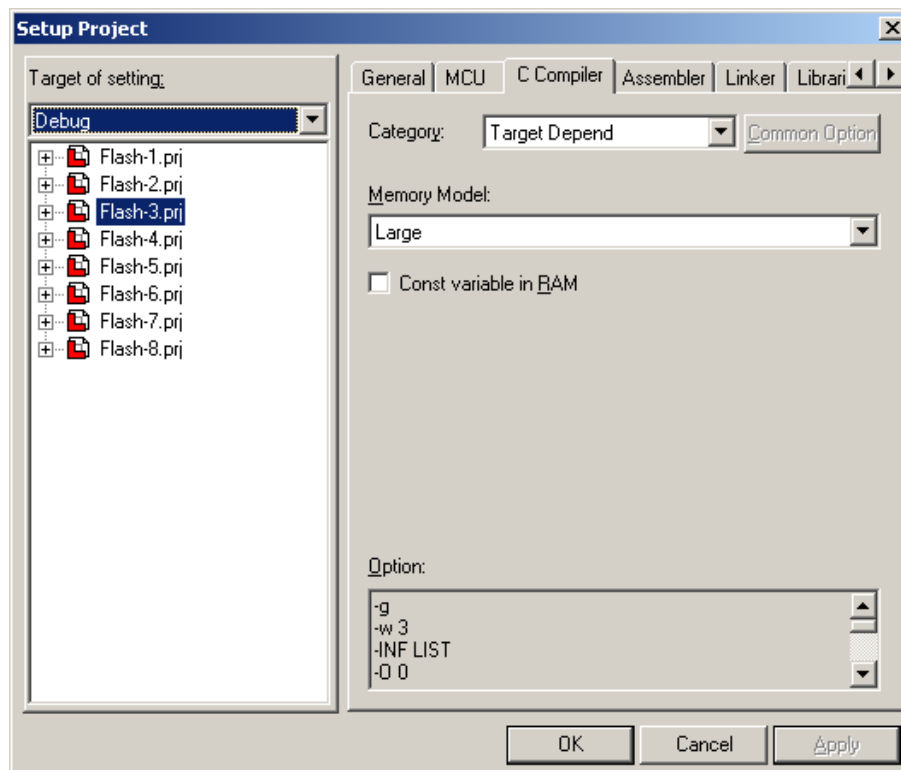 Setup Project
Target of setting:
Debug
Flash-1.prj
Flash-2.prj
Flash-3.prj
Flash-4.prj
Flash-5.prj
Flash-6.prj
Flash-7.prj
Flash-8.prj
General MCU C Compiler Assembler Linker Librari
Category: Target Depend Common Option
Memory Model:
Large
Const variable in RAM
Option:
-g
-w 3
-INF LIST
-O 0
OK Cancel Apply